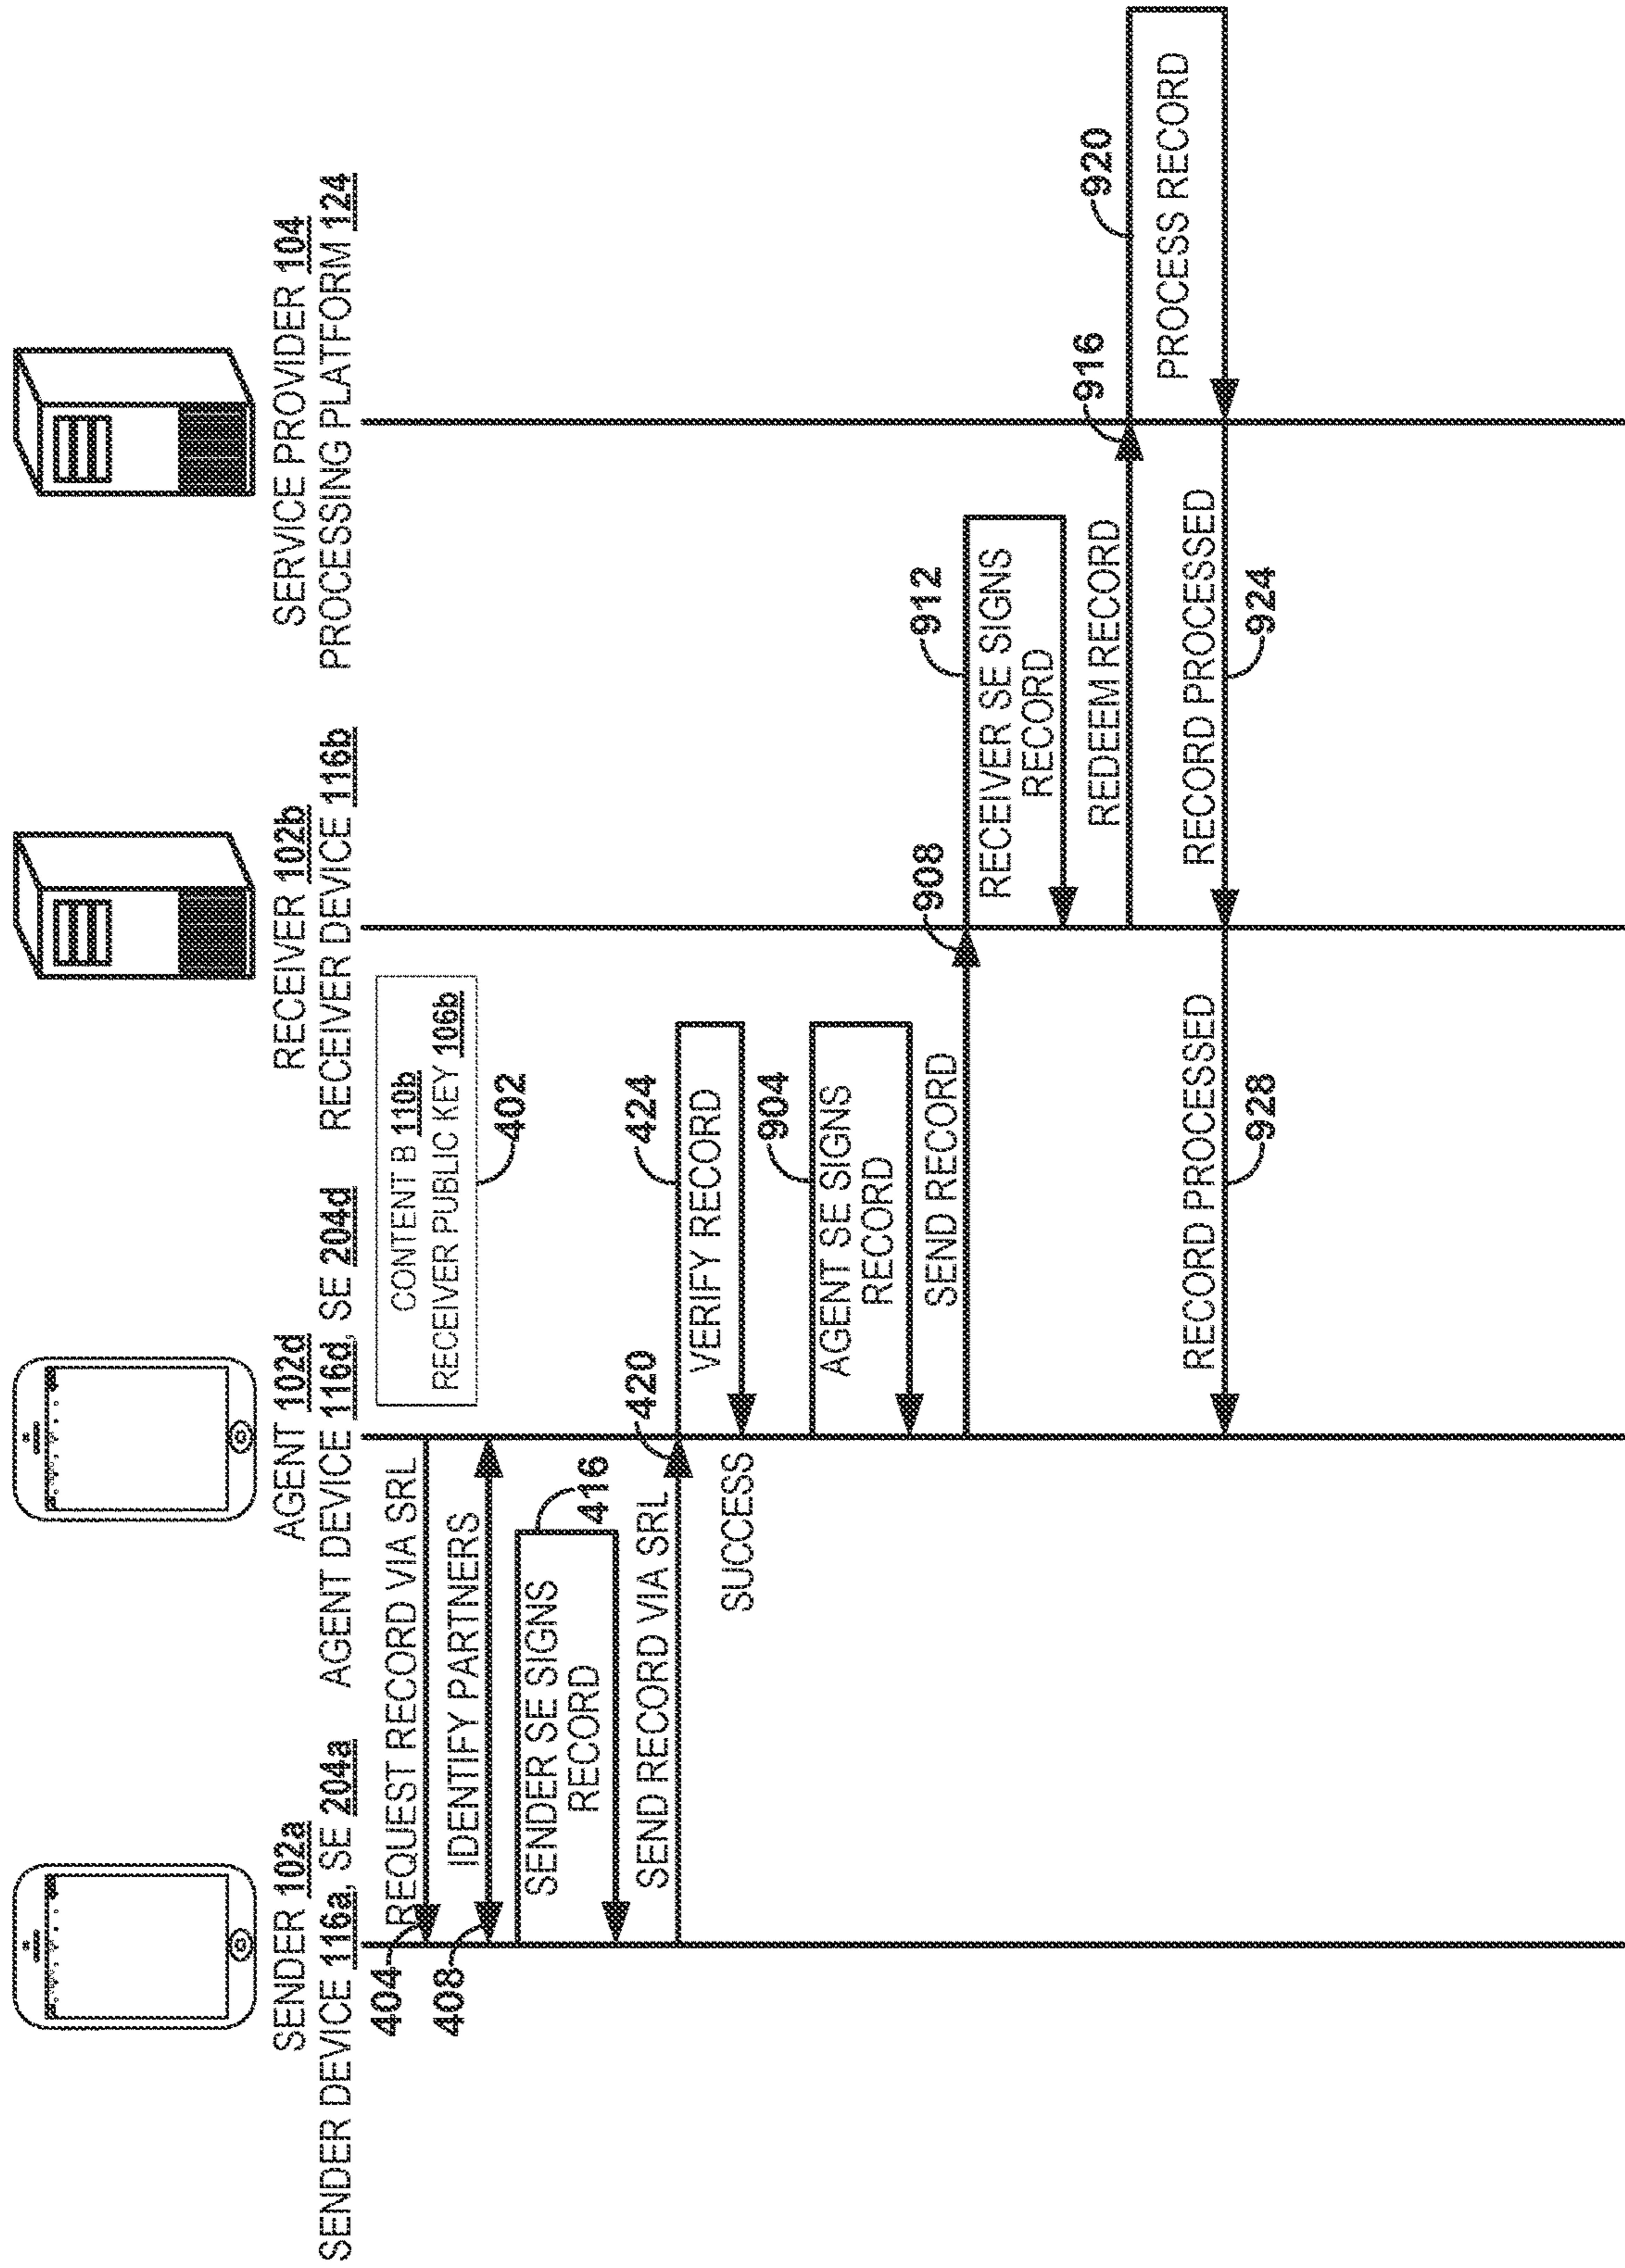 SENDER 102a
SENDER DEVICE 116a, SE 204a
AGENT 102d
AGENT DEVICE 116d, SE 204d
RECEIVER 102b
RECEIVER DEVICE 116b
SERVICE PROVIDER 104
PROCESSING PLATFORM 124
CONTENT B 110b
RECEIVER PUBLIC KEY 106b
402
404
REQUEST RECORD VIA SRL
408
IDENTIFY PARTNERS
SENDER SE SIGNS
RECORD
416
SEND RECORD VIA SRL
420
424
VERIFY RECORD
SUCCESS
904
AGENT SE SIGNS
RECORD
SEND RECORD
908
912
RECEIVER SE SIGNS
RECORD
REDEEM RECORD
916
920
PROCESS RECORD
RECORD PROCESSED
924
RECORD PROCESSED
928